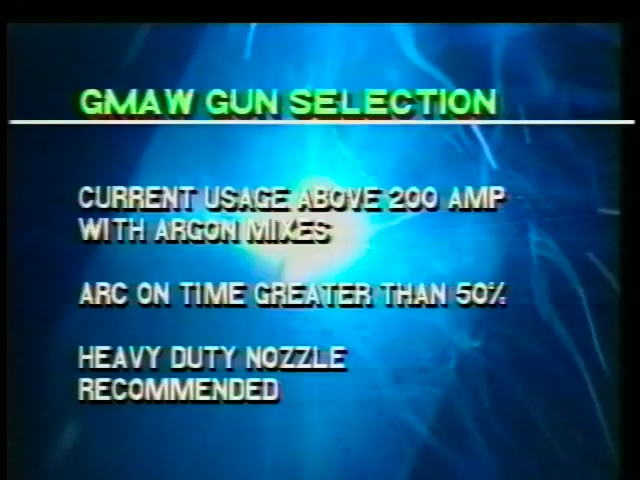 GMAW GUN SELECTION
CURRENT USAGE ABOVE 200 AMP
WITH ARGON MIXES
ARC ON TIME GREATER THAN 50%
HEAVY DUTY NOZZLE
RECOMMENDED